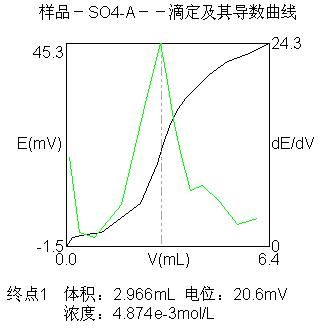 样品－SO4-A－－滴定及其导数曲线
45.3
24.3
E(mV)
dE/dV
-1.5
0
0.0
V(mL)
6.4
终点1 体积：2.966mL 电位：20.6mV
浓度：4.874e-3mol/L